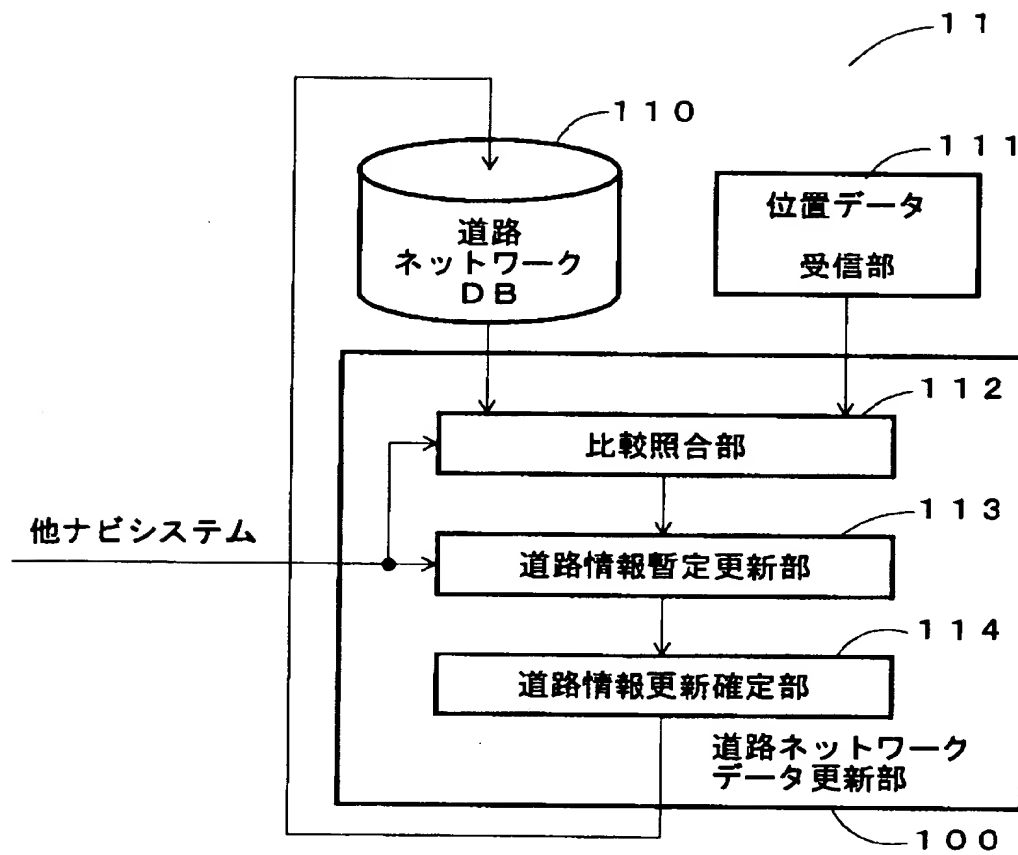 １１
１１０
１１１
道路
ネットワーク
ＤＢ
位置データ
受信部
１１２
比較照合部
他ナビシステム
１１３
道路情報暫定更新部
１１４
道路情報更新確定部
道路ネットワーク
データ更新部
１００